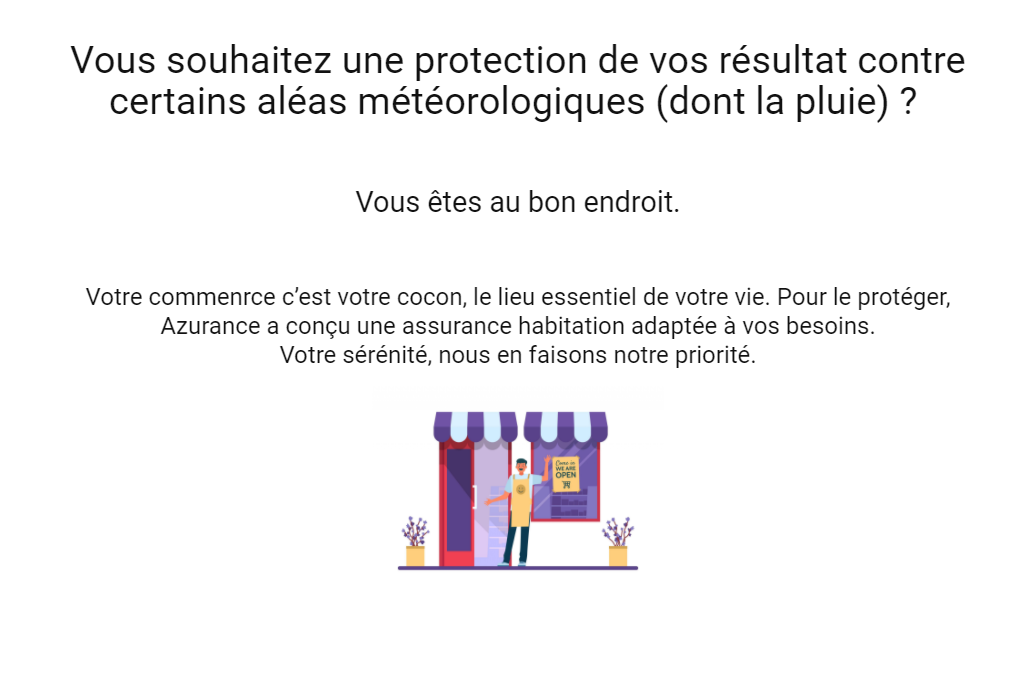 Vous souhaitez une protection de vos résultat contre
certains aléas météorologiques (dont la pluie) ?
Vous êtes au bon endroit.
Votre commenrce c’est votre cocon, le lieu essentiel de votre vie. Pour le protéger,
Azurance a conçu une assurance habitation adaptée à vos besoins.
Votre sérénité, nous en faisons notre priorité.
Come in
WE ARE
OPEN